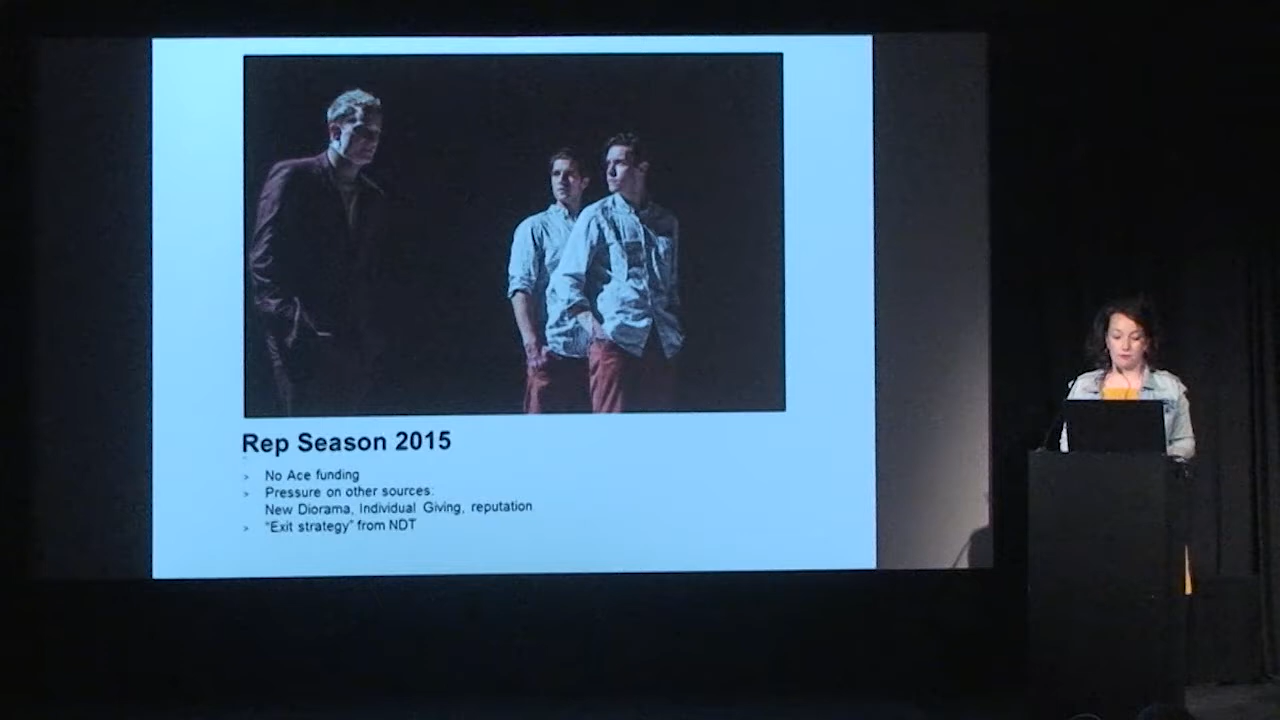 Rep Season 2015
> No Ace funding
> Pressure on other sources:
New Diorama, Individual Giving, reputation
> "Exit strategy" from NDT